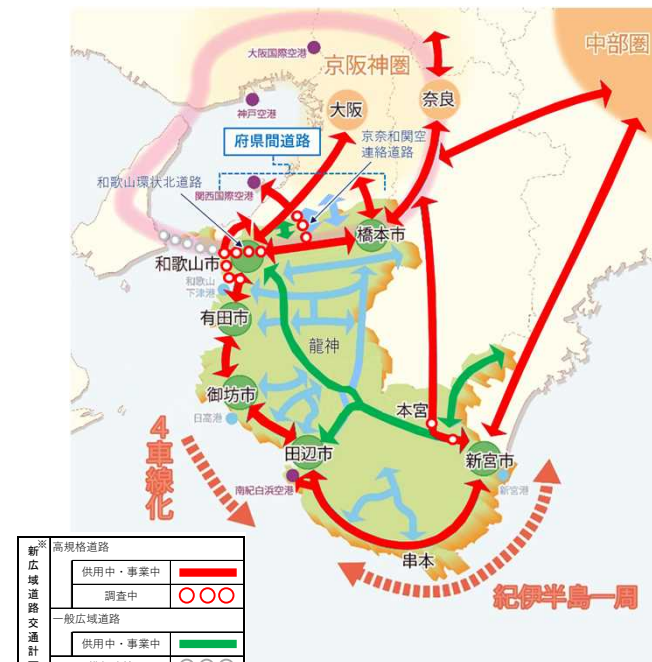 中部圏
大阪国際空港
京阪神圏
神戸空港
大阪
奈良
府県間道路
京奈和関空
連絡道路
和歌山環状北道路
関西国際空港
橋本市
和歌山市
和歌山
下津港
有田市
龍神
御坊市
日高港
本宮
田辺市
新宮市
南紀白浜空港
新宮港
串本
4車線化
紀伊半島一周
※
新広域道路交通計
高規格道路
供用中・事業中
調査中
一般広域道路
供用中・事業中